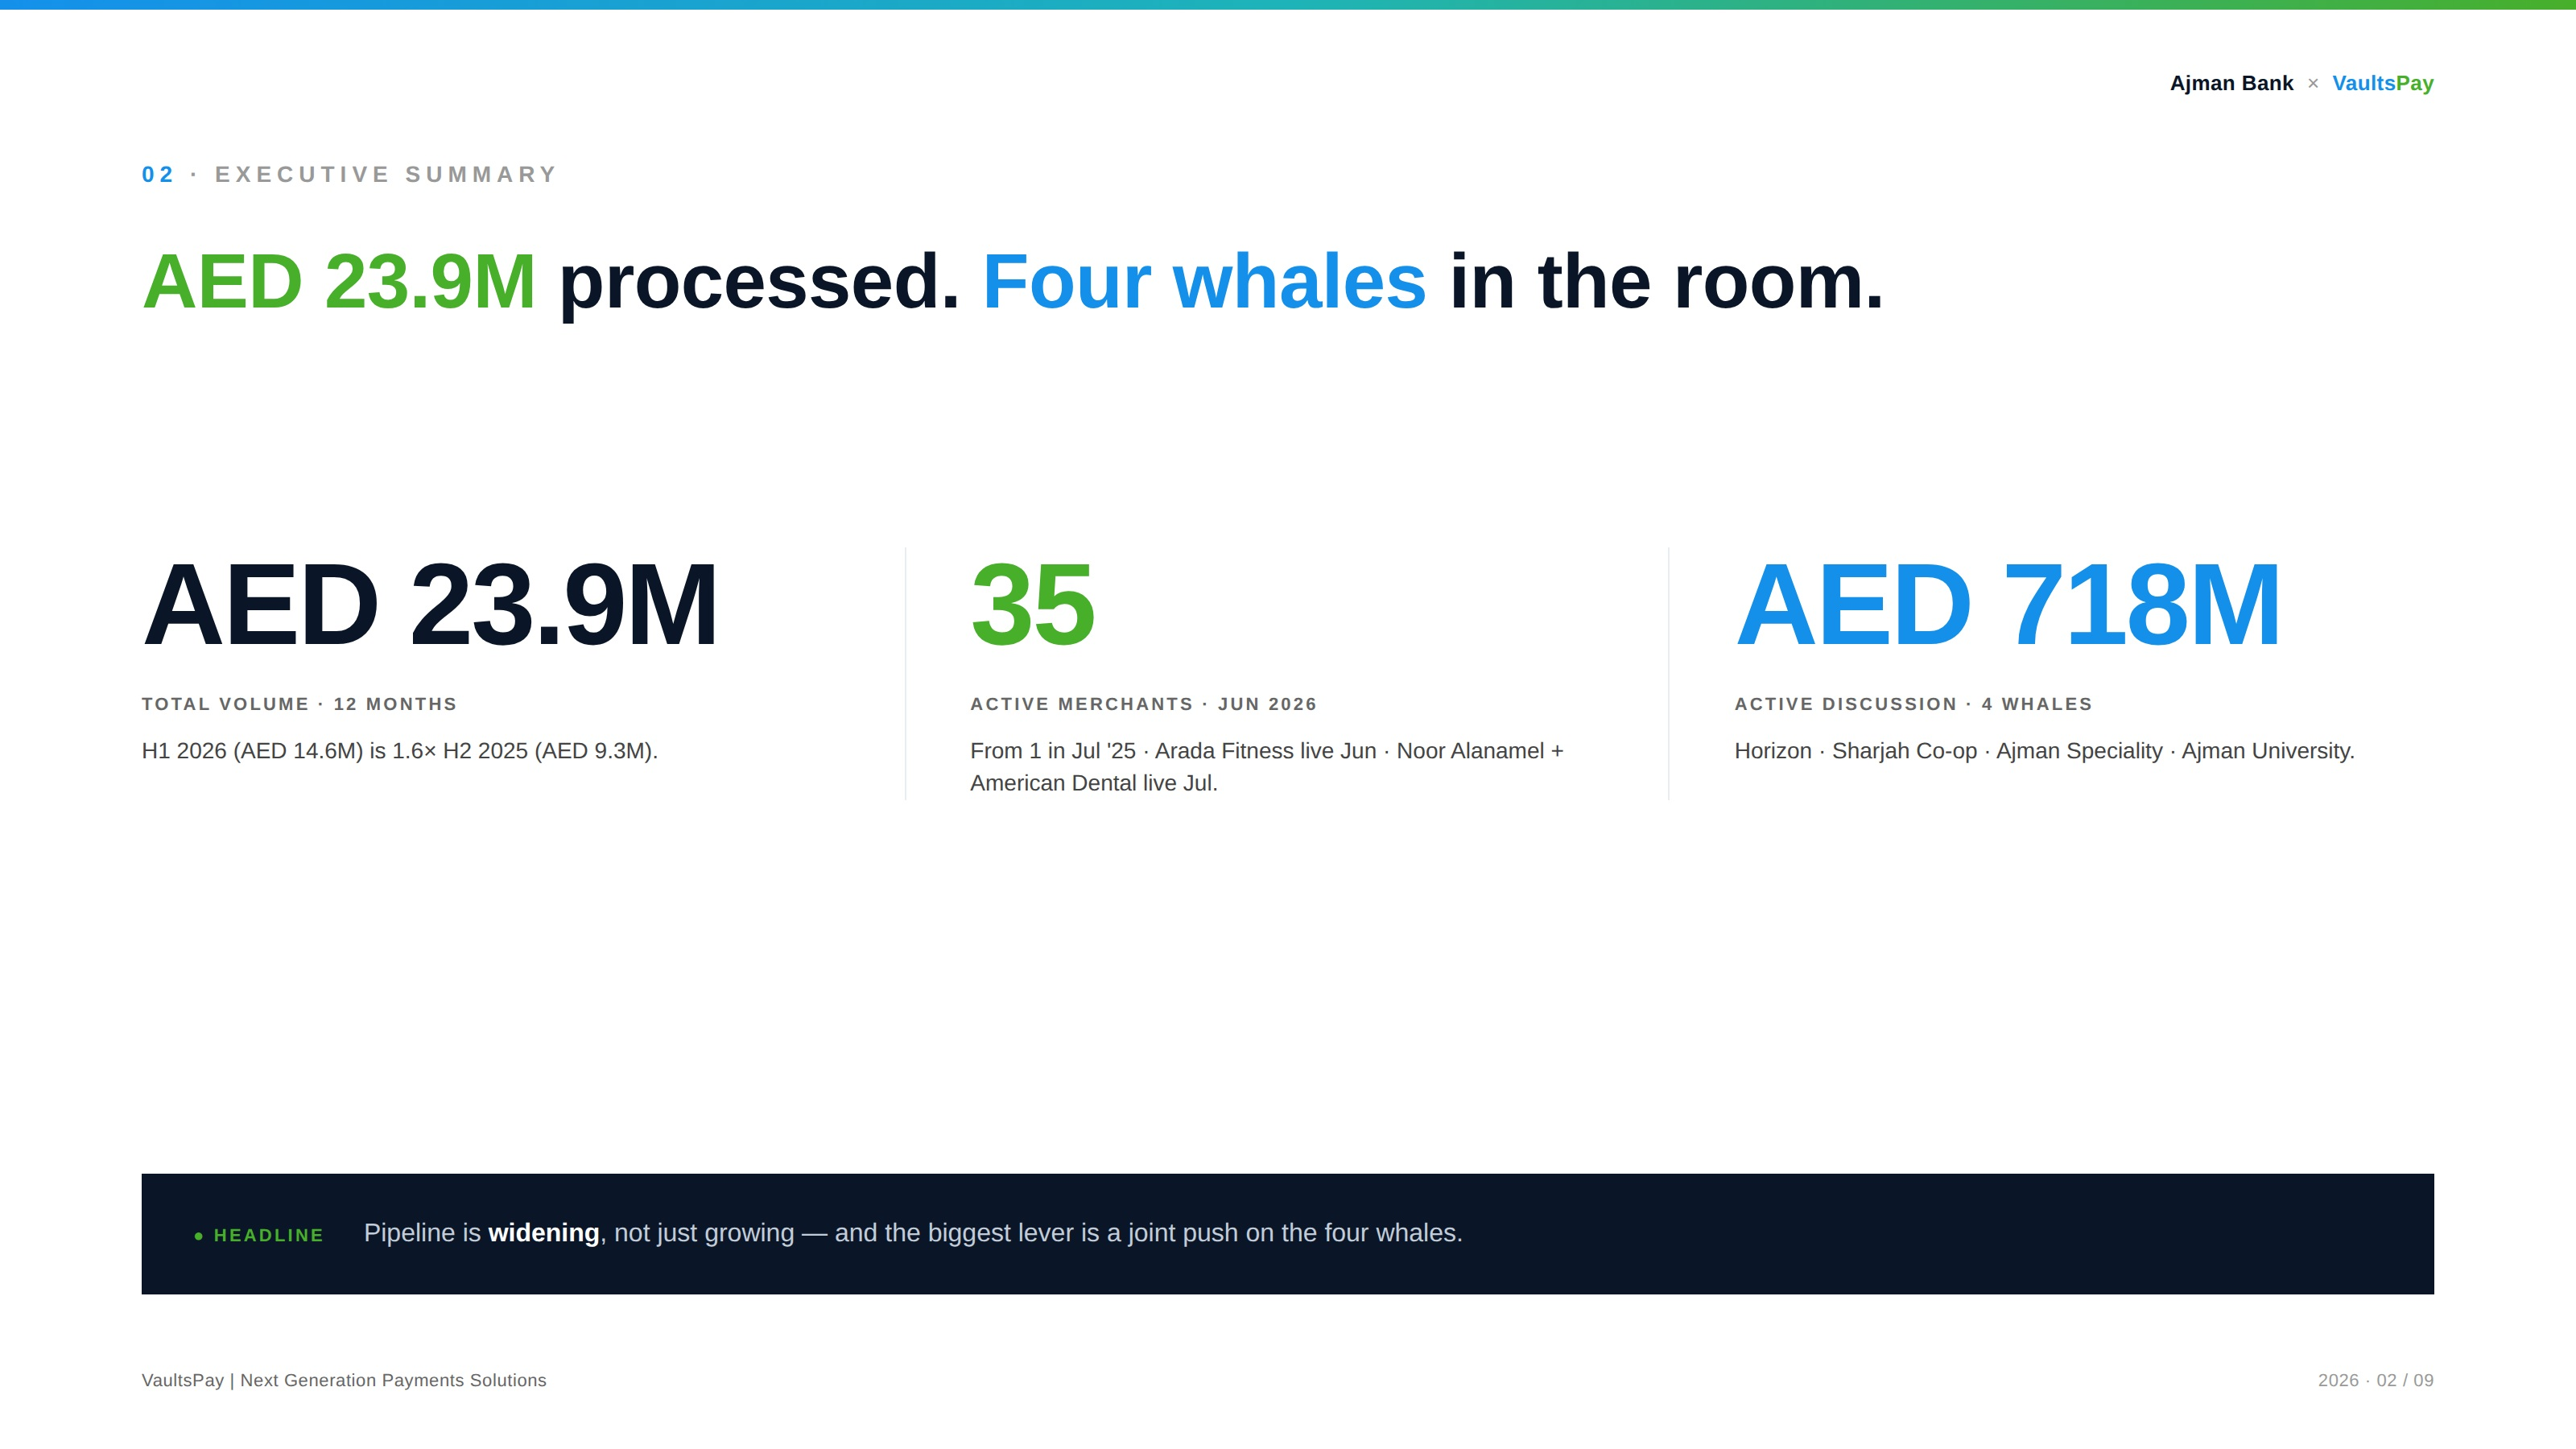 Ajman Bank × VaultsPay
02 · EXECUTIVE SUMMARY
AED 23.9M processed. Four whales in the room.
AED 23.9M
TOTAL VOLUME · 12 MONTHS
H1 2026 (AED 14.6M) is 1.6× H2 2025 (AED 9.3M).
35
ACTIVE MERCHANTS · JUN 2026
From 1 in Jul '25 · Arada Fitness live Jun · Noor Alanamel +
American Dental live Jul.
AED 718M
ACTIVE DISCUSSION · 4 WHALES
Horizon · Sharjah Co-op · Ajman Speciality · Ajman University.
● HEADLINE Pipeline is widening, not just growing — and the biggest lever is a joint push on the four whales.
VaultsPay | Next Generation Payments Solutions
2026 · 02 / 09